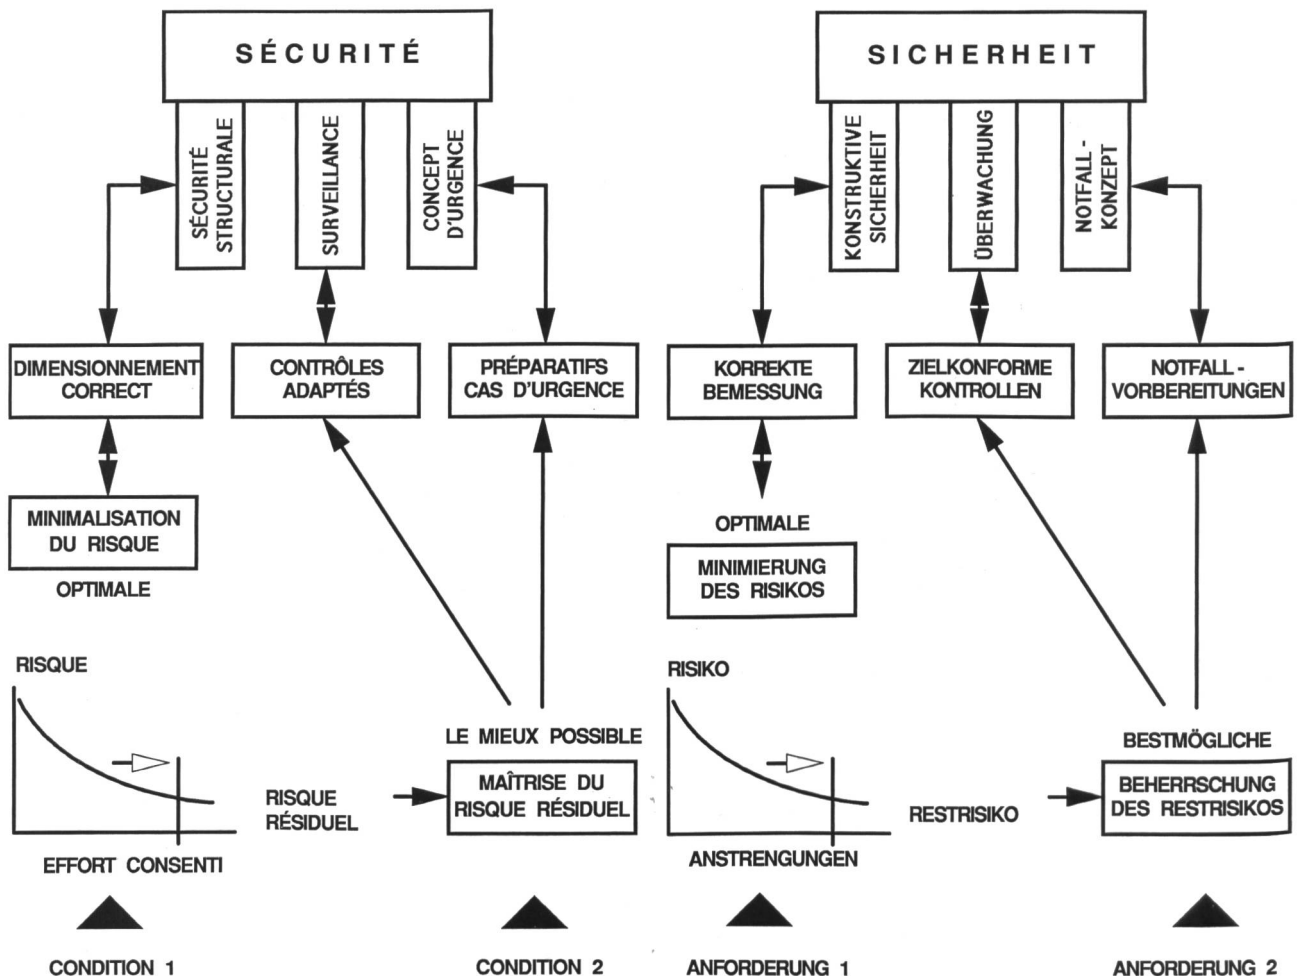 SÉCURITÉ
SÉCURITÉ
STRUCTURALE
SURVEILLANCE
CONCEPT
D'URGENCE
DIMENSIONNEMENT
CORRECT
CONTRÔLES
ADAPTÉS
PRÉPARATIFS
CAS D'URGENCE
MINIMALISATION
DU RISQUE
OPTIMALE
RISQUE
EFFORT CONSENTI
RISQUE
RÉSIDUEL
LE MIEUX POSSIBLE
MAÎTRISE DU
RISQUE RÉSIDUEL
CONDITION 1
CONDITION 2
SICHERHEIT
KONSTRUKTIVE
SICHERHEIT
ÜBERWACHUNG
NOTFALL -
KONZEPT
KORREKTE
BEMESSUNG
ZIELKONFORME
KONTROLLEN
NOTFALL -
VORBEREITUNGEN
OPTIMALE
MINIMIERUNG
DES RISIKOS
RISIKO
ANSTRENGUNGEN
RESTRISIKO
BESTMÖGLICHE
BEHERRSCHUNG
DES RESTRISIKOS
ANFORDERUNG 1
ANFORDERUNG 2